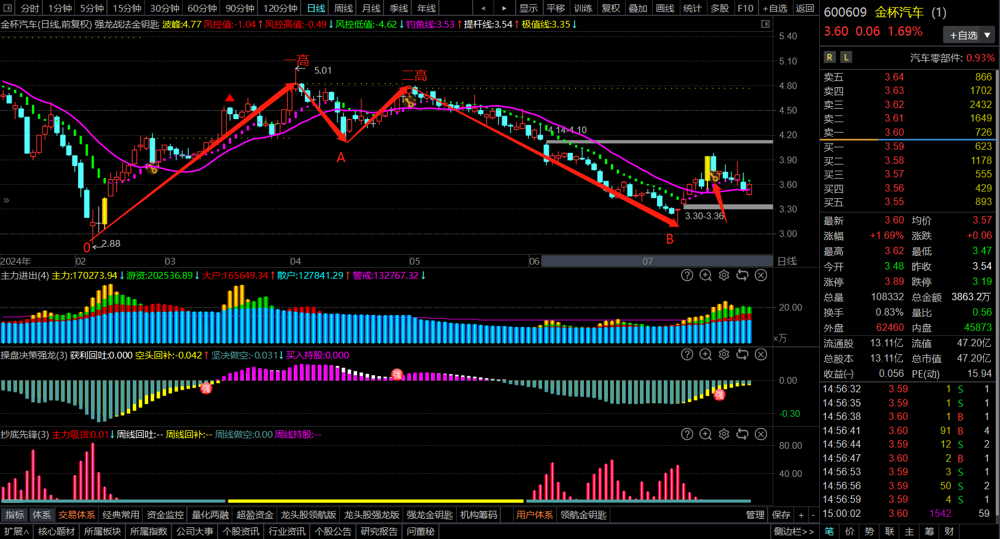 分时 1分钟 5分钟 15分钟 30分钟 60分钟 90分钟 120分钟 日线 周线 月线 季线 年线 ◂ ▸ 显示 平移 训练 复权 叠加 画线 统计 多股 F10 +自选 返回
金杯汽车(日线,前复权) 强龙战法金钥匙 波峰:4.77 风控值:-1.04↑风控高值:-0.49↓风控低值:-4.62↓钓鱼线:3.53↑提杆线:3.54↑极值线:3.35↓
5.40
5.10
4.80
4.50
4.20
3.90
3.60
3.30
3.00
一高
5.01
二高
4.14-4.10
A
»
3.30-3.36
B
0
←2.88
2024年 02 03 04 05 06 07 日线
主力进出(4) 主力:170273.94↓游资:202536.89↓大户:165649.34↑散户:127841.29↑警戒:132767.32↓
20.00
×万
操盘决策强龙(3) 获利回吐:0.000 空头回补:-0.042↑坚决做空:-0.031↓买入持股:0.000
强
强
强
0.00
-0.30
抄底先锋(3) 主力吸货:0.01↓周线回吐:-- 周线回补:-- 周线做空:0.00 周线持股:--
80.00
40.00
指标 体系 交易体系 经典常用 资金监控 量化两融 超盈资金 龙头股领航版 龙头股强龙版 强龙金钥匙 机构筹码 用户体系 领航金钥匙 管理 保存 + -
扩展∧ 核心题材 所属板块 所属指数 公司大事 个股资讯 行业资讯 个股公告 研究报告 问董秘 侧边栏>>
600609 金杯汽车 (1)
3.60 0.06 1.69% +自选 ▼
R L 汽车零部件: 0.93%
卖五 3.64 866
卖四 3.63 1702
卖三 3.62 2432
卖二 3.61 1649
卖一 3.60 726
买一 3.59 623
买二 3.58 1178
买三 3.57 555
买四 3.56 429
买五 3.55 893
最新 3.60 均价 3.57
涨幅 +1.69% 涨跌 +0.06
最高 3.62 最低 3.47
今开 3.48 昨收 3.54
涨停 3.89 跌停 3.19
总量 108332 总金额 3863.2万
换手 0.83% 量比 0.56
外盘 62460 内盘 45873
流通股 13.11亿 流值 47.20亿
总股本 13.11亿 总市值 47.20亿
收益㈠ 0.056 PE(动) 15.94
14:56:32 3.59 1 S 1
14:56:35 3.59 1 S 1
14:56:38 3.60 1 B 1
14:56:41 3.60 91 B 4
14:56:44 3.59 12 S 2
14:56:47 3.60 2 B 1
14:56:53 3.59 3 S 1
14:56:56 3.59 50 S 2
14:56:59 3.59 4 S 1
15:00:02 3.60 1542 59
笔 价 势 联 主 筹 财